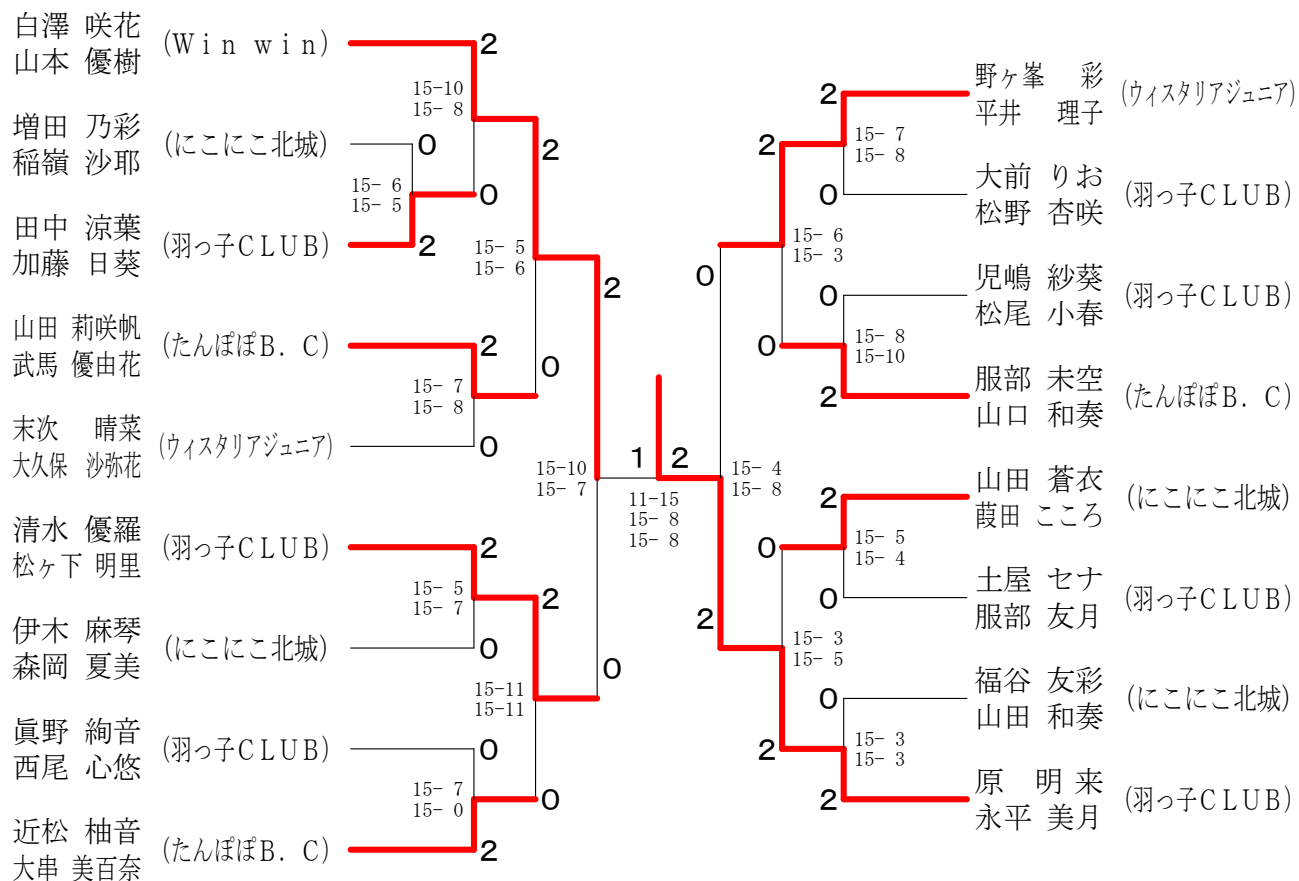 白澤 咲花
山本 優樹
(Win win)
2
15-10
15- 8
増田 乃彩
稲嶺 沙耶
(にこにこ北城)
0
15- 6
15- 5
0
2
田中 涼葉
加藤 日葵
(羽っ子CLUB)
2
15- 5
15- 6
2
山田 莉咲帆
武馬 優由花
(たんぽぽB. C)
2
0
15- 7
15- 8
末次 晴菜
大久保 沙弥花
(ウィスタリアジュニア)
0
15-10
15- 7
清水 優羅
松ヶ下 明里
(羽っ子CLUB)
2
15- 5
15- 7
2
伊木 麻琴
森岡 夏美
(にこにこ北城)
0
0
15-11
15-11
眞野 絢音
西尾 心悠
(羽っ子CLUB)
0
15- 7
15- 0
0
近松 柚音
大串 美百奈
(たんぽぽB. C)
2
1 2
11-15
15- 8
15- 8
野ヶ峯 彩
平井 理子
(ウィスタリアジュニア)
2
15- 7
15- 8
2
大前 りお
松野 杏咲
(羽っ子CLUB)
0
15- 6
15- 3
0
児嶋 紗葵
松尾 小春
(羽っ子CLUB)
0
15- 8
15-10
0
服部 未空
山口 和奏
(たんぽぽB. C)
2
15- 4
15- 8
山田 蒼衣
葭田 こころ
(にこにこ北城)
2
15- 5
15- 4
0
土屋 セナ
服部 友月
(羽っ子CLUB)
0
2
15- 3
15- 5
福谷 友彩
山田 和奏
(にこにこ北城)
0
15- 3
15- 3
2
原 明来
永平 美月
(羽っ子CLUB)
2